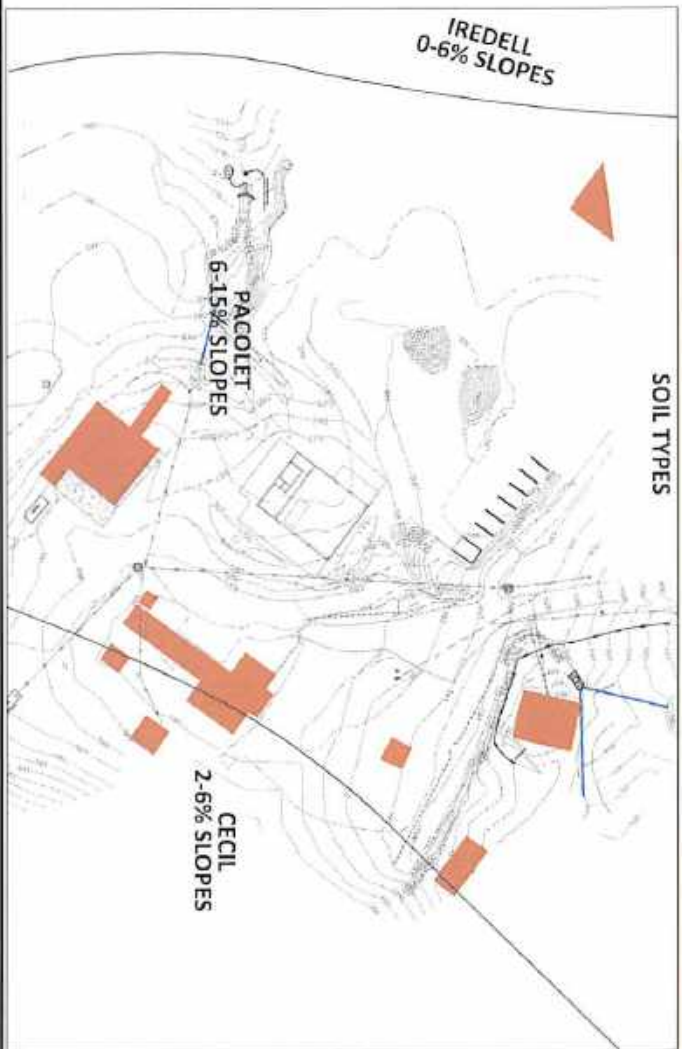 SOIL TYPES
IREDELL
0-6% SLOPES
PACOLET
6-15% SLOPES
CECIL
2-6% SLOPES